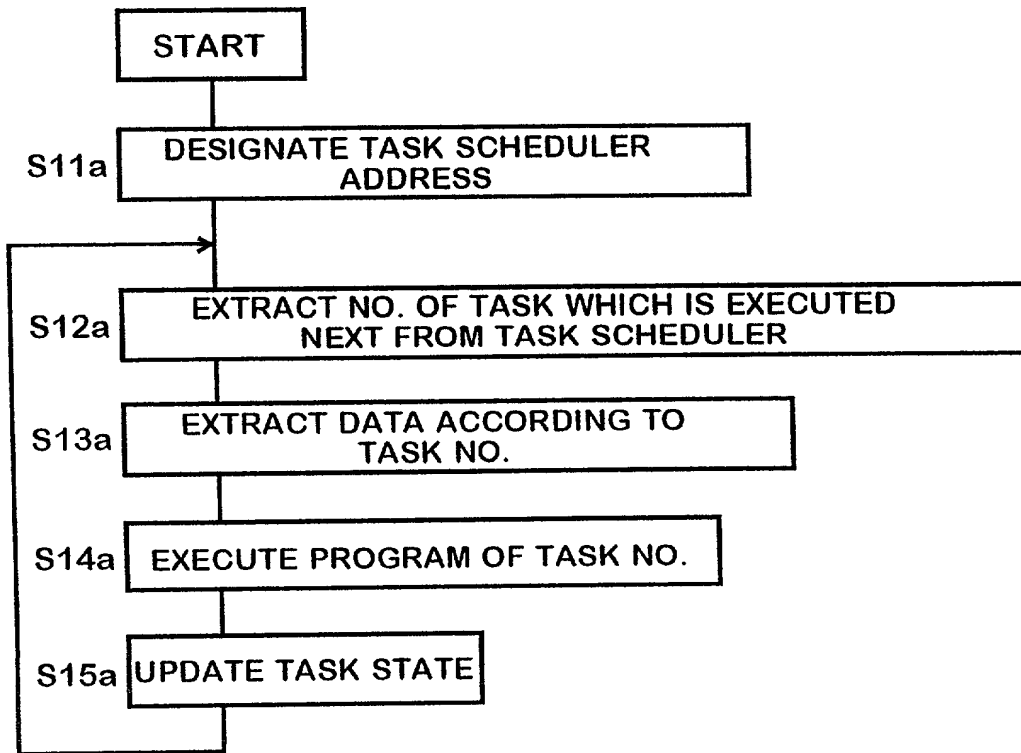 START
S11a
DESIGNATE TASK SCHEDULER
ADDRESS
S12a
EXTRACT NO. OF TASK WHICH IS EXECUTED
NEXT FROM TASK SCHEDULER
S13a
EXTRACT DATA ACCORDING TO
TASK NO.
S14a
EXECUTE PROGRAM OF TASK NO.
S15a
UPDATE TASK STATE